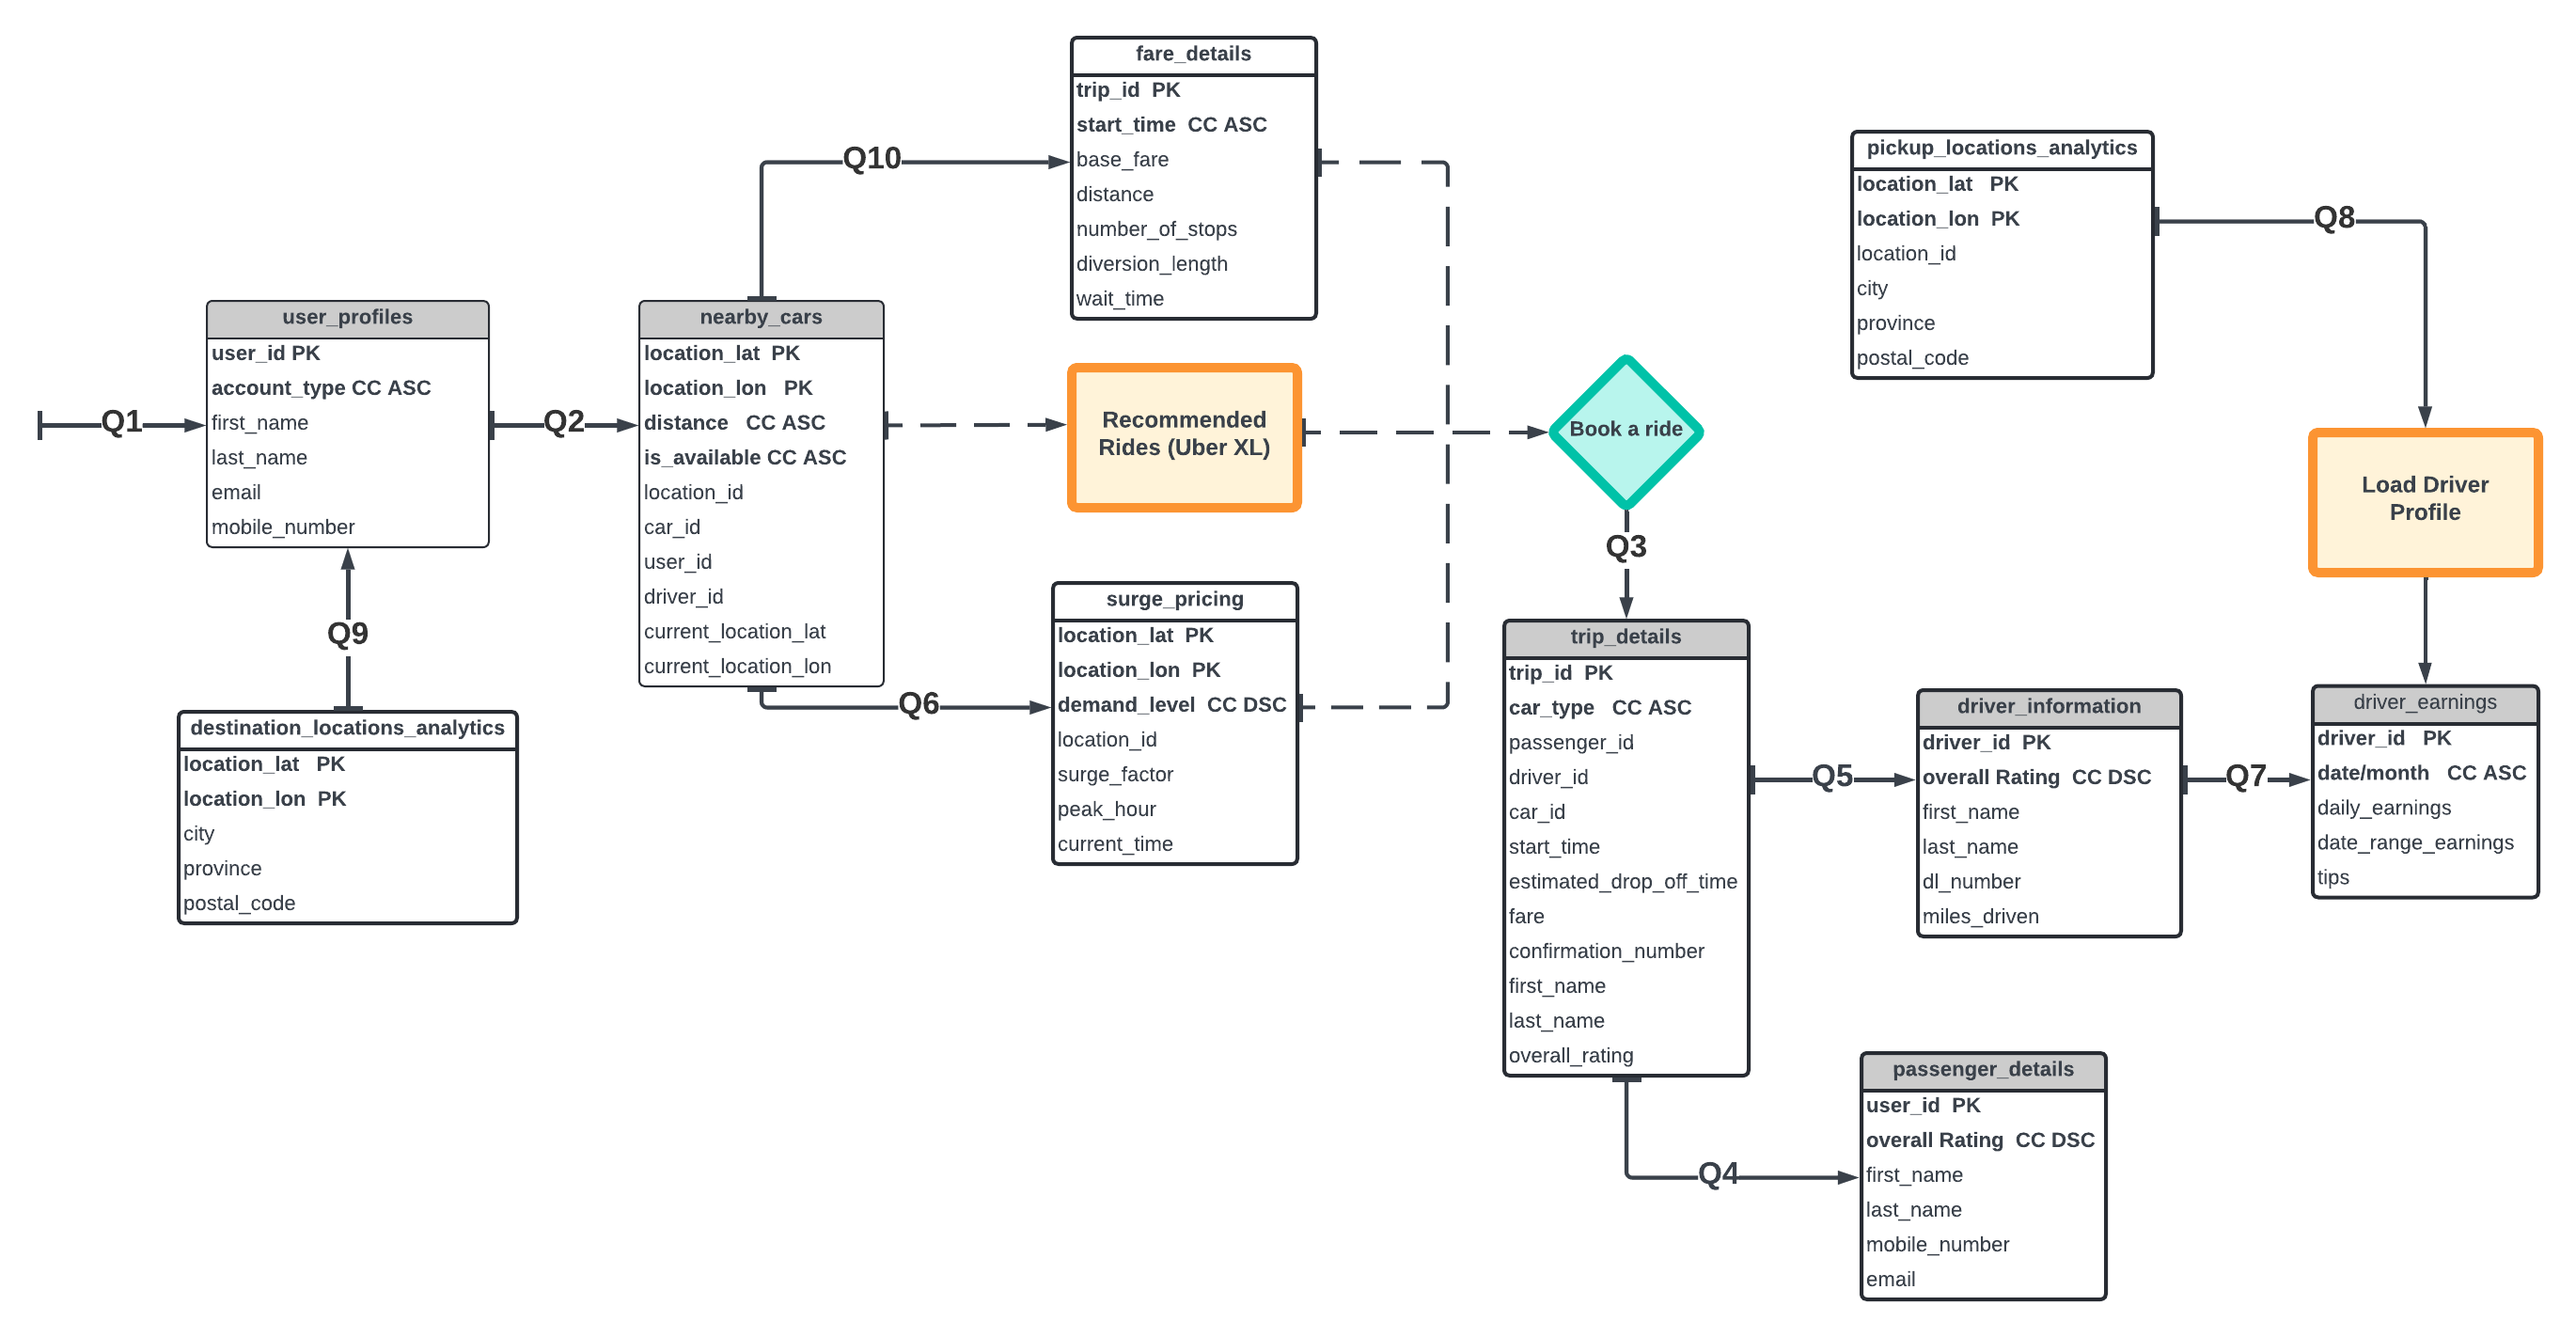 fare_details
trip_id PK
start_time CC ASC
base_fare
distance
number_of_stops
diversion_length
wait_time
Q10
pickup_locations_analytics
location_lat PK
location_lon PK
location_id
city
province
postal_code
Q8
Q1
user_profiles
user_id PK
account_type CC ASC
first_name
last_name
email
mobile_number
Q2
nearby_cars
location_lat PK
location_lon PK
distance CC ASC
is_available CC ASC
location_id
car_id
user_id
driver_id
current_location_lat
current_location_lon
Recommended
Rides (Uber XL)
Book a ride
Load Driver
Profile
Q9
Q3
destination_locations_analytics
location_lat PK
location_lon PK
city
province
postal_code
Q6
surge_pricing
location_lat PK
location_lon PK
demand_level CC DSC
location_id
surge_factor
peak_hour
current_time
trip_details
trip_id PK
car_type CC ASC
passenger_id
driver_id
car_id
start_time
estimated_drop_off_time
fare
confirmation_number
first_name
last_name
overall_rating
Q5
driver_information
driver_id PK
overall Rating CC DSC
first_name
last_name
dl_number
miles_driven
Q7
driver_earnings
driver_id PK
date/month CC ASC
daily_earnings
date_range_earnings
tips
Q4
passenger_details
user_id PK
overall Rating CC DSC
first_name
last_name
mobile_number
email